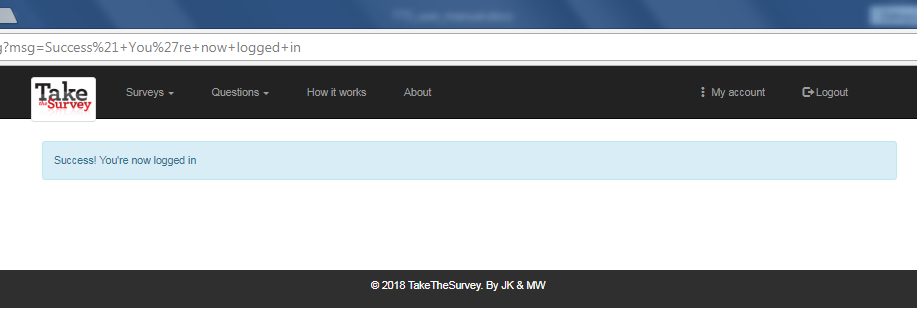 g?msg=Success%21+You%27re+now+logged+in
Take
the Survey
Surveys
Questions
How it works
About
My account
Logout
Success! You're now logged in
© 2018 TakeTheSurvey. By JK & MW